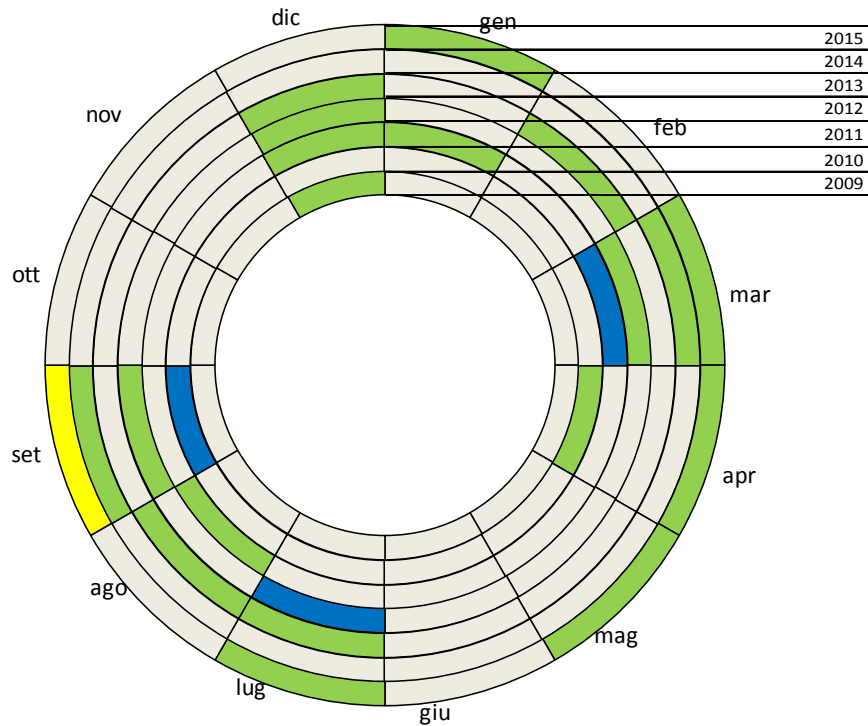 dic
gen
2015
2014
2013
2012
2011
2010
2009
nov
feb
ott
mar
set
apr
ago
mag
lug
giu